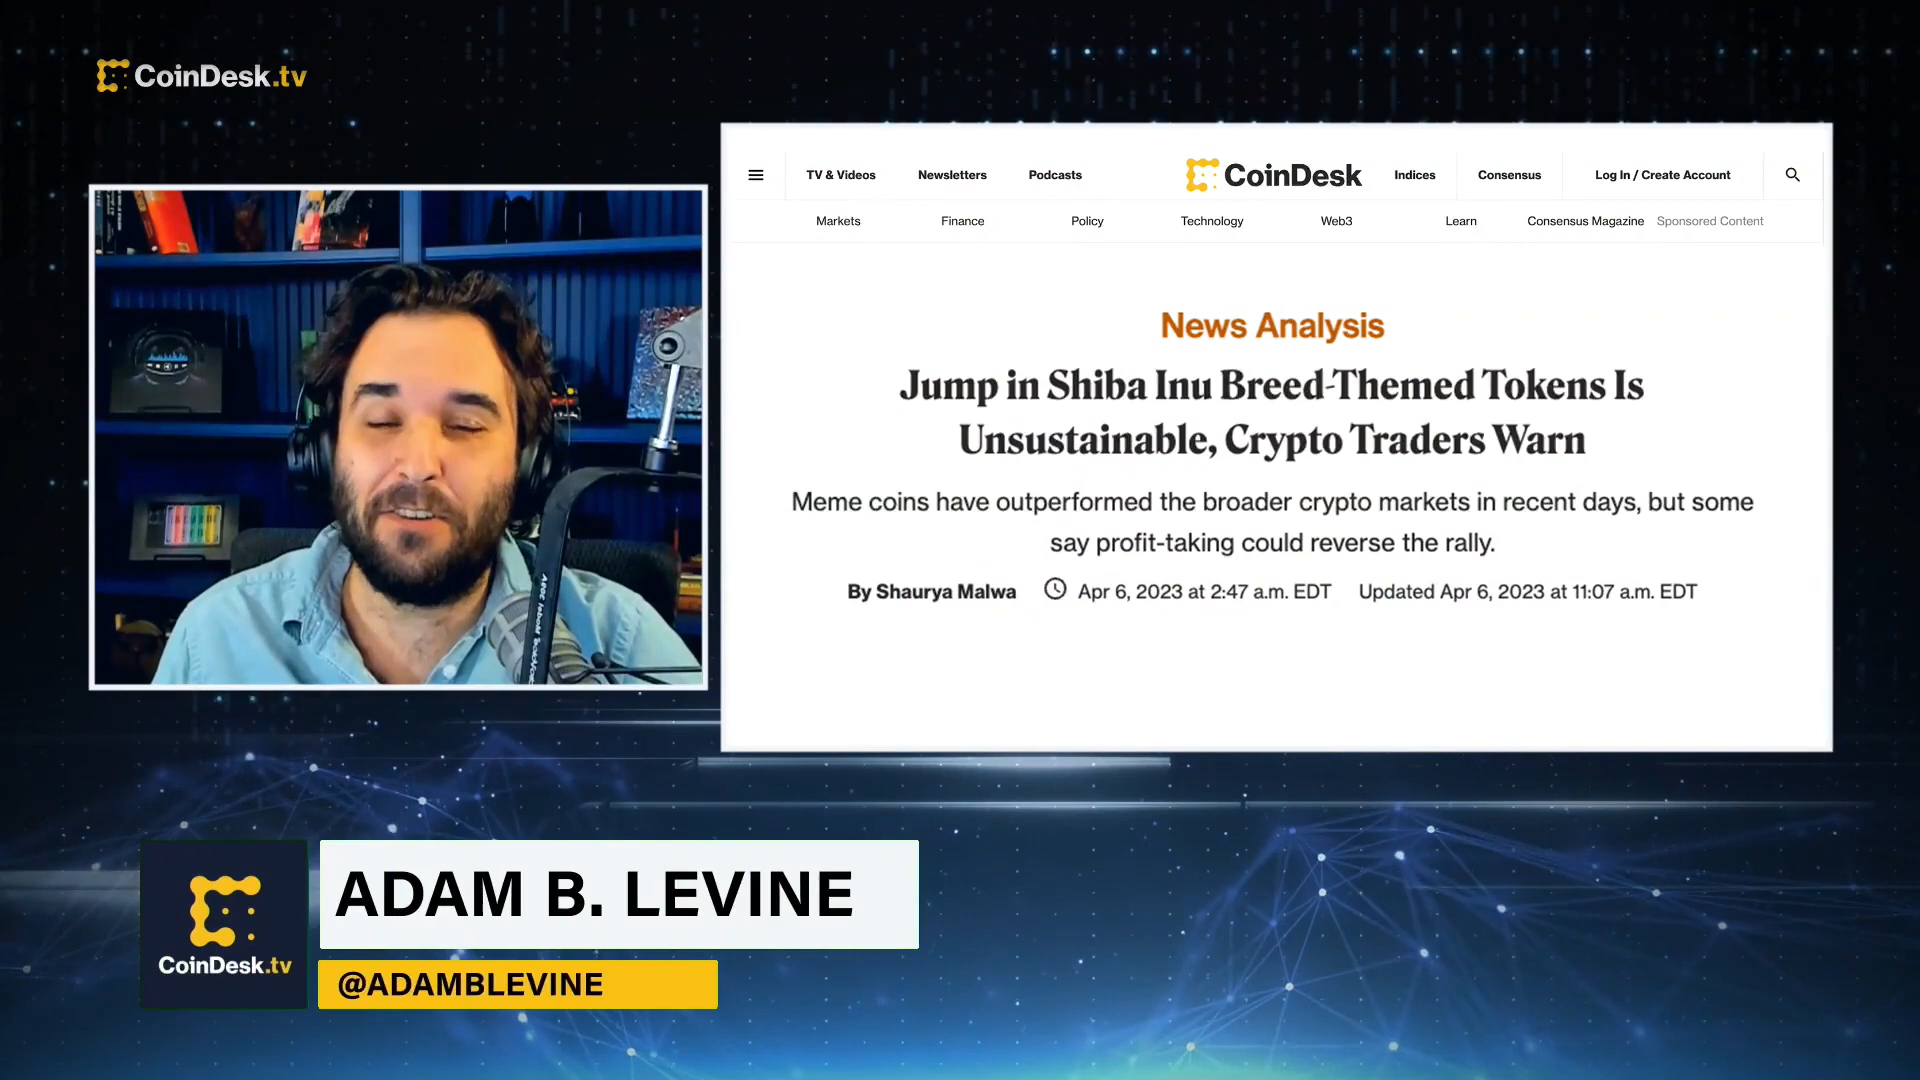 CoinDesk.tv
TV & Videos
Newsletters
Podcasts
CoinDesk
Indices
Consensus
Log In / Create Account
Markets
Finance
Policy
Technology
Web3
Learn
Consensus Magazine
Sponsored Content
News Analysis
Jump in Shiba Inu Breed-Themed Tokens Is
Unsustainable, Crypto Traders Warn
Meme coins have outperformed the broader crypto markets in recent days, but some
say profit-taking could reverse the rally.
By Shaurya Malwa Apr 6, 2023 at 2:47 a.m. EDT Updated Apr 6, 2023 at 11:07 a.m. EDT
ADAM B. LEVINE
@ADAMBLEVINE
CoinDesk.tv